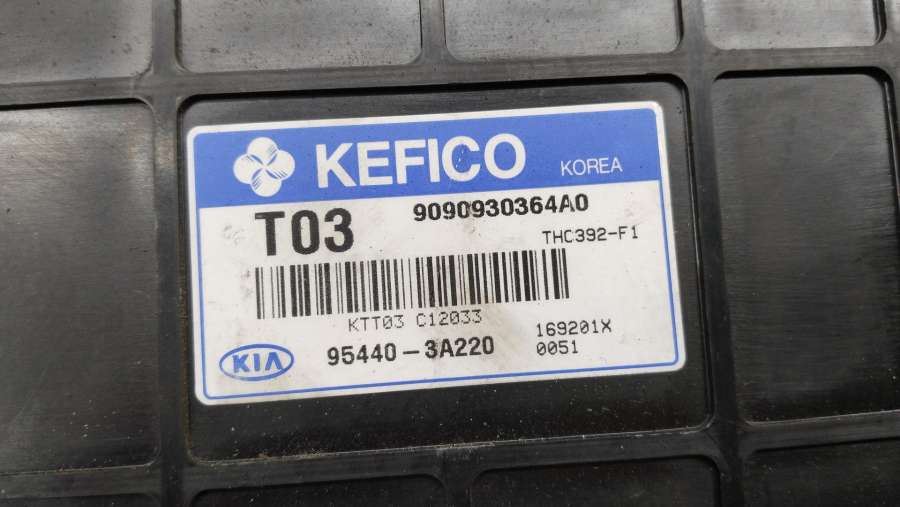 KEFICO KOREA
T03 9090930364A0
THC392-F1
KTT03 C12033
169201X
KIA 95440-3A220 0051